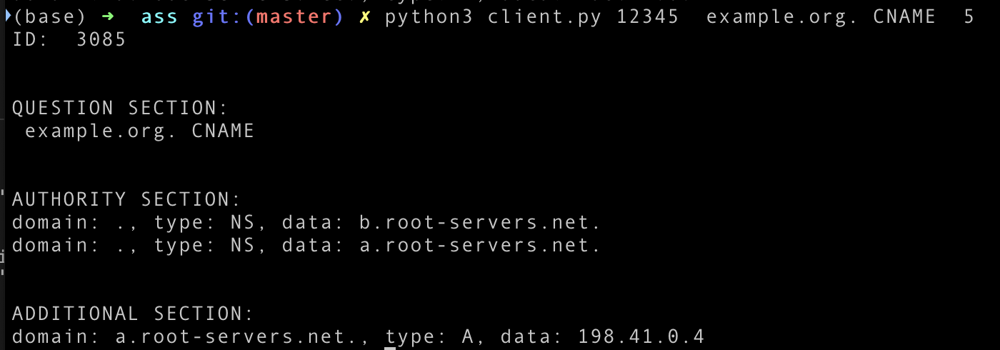 (base) ➜ ass git:(master) ✗ python3 client.py 12345 example.org. CNAME 5
ID: 3085
QUESTION SECTION:
example.org. CNAME
AUTHORITY SECTION:
domain: ., type: NS, data: b.root-servers.net.
domain: ., type: NS, data: a.root-servers.net.
ADDITIONAL SECTION:
domain: a.root-servers.net., type: A, data: 198.41.0.4